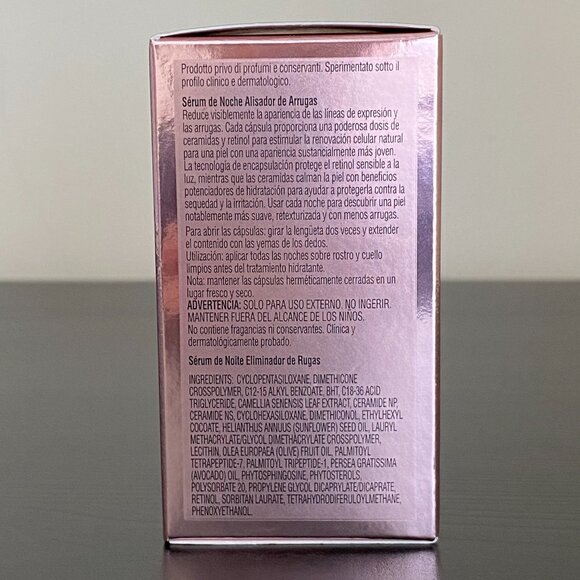 Prodotto privo di profumi e conservanti. Sperimentato sotto il
profilo clinico e dermatologico.
Sérum de Noche Alisador de Arrugas
Reduce visiblemente la apariencia de las líneas de expresión y
las arrugas. Cada cápsula proporciona una poderosa dosis de
ceramidas y retinol para estimular la renovación celular natural
para una piel con una apariencia sustancialmente más joven.
La tecnología de encapsulación protege el retinol sensible a la
luz, mientras que las ceramidas calman la piel con beneficios
potenciadores de hidratación para ayudar a protegerla contra la
sequedad y la irritación. Usar cada noche para descubrir una piel
notablemente más suave, retexturizada y con menos arrugas.
Para abrir las cápsulas: girar la lengüeta dos veces y extender
el contenido con las yemas de los dedos.
Utilización: aplicar todas las noches sobre rostro y cuello
limpios antes del tratamiento hidratante.
Nota: mantener las cápsulas herméticamente cerradas en un
lugar fresco y seco.
ADVERTENCIA: SOLO PARA USO EXTERNO. NO INGERIR.
MANTENER FUERA DEL ALCANCE DE LOS NIÑOS.
No contiene fragancias ni conservantes. Clínica y
dermatológicamente probado.
Sérum de Noite Eliminador de Rugas
INGREDIENTS: CYCLOPENTASILOXANE, DIMETHICONE
CROSSPOLYMER, C12-15 ALKYL BENZOATE, BHT, C18-36 ACID
TRIGLYCERIDE, CAMELLIA SENENSIS LEAF EXTRACT, CERAMIDE NP,
CERAMIDE NS, CYCLOHEXASILOXANE, DIMETHICONOL, ETHYLHEXYL
COCOATE, HELIANTHUS ANNUUS (SUNFLOWER) SEED OIL, LAURYL
METHACRYLATE/GLYCOL DIMETHACRYLATE CROSSPOLYMER,
LECITHIN, OLEA EUROPAEA (OLIVE) FRUIT OIL, PALMITOYL
TETRAPEPTIDE-7, PALMITOYL TRIPEPTIDE-1, PERSEA GRATISSIMA
(AVOCADO) OIL, PHYTOSPHINGOSINE, PHYTOSTEROLS,
POLYSORBATE 20, PROPYLENE GLYCOL DICAPRYLATE/DICAPRATE,
RETINOL, SORBITAN LAURATE, TETRAHYDRODIFERULOYLMETHANE,
PHENOXYETHANOL.